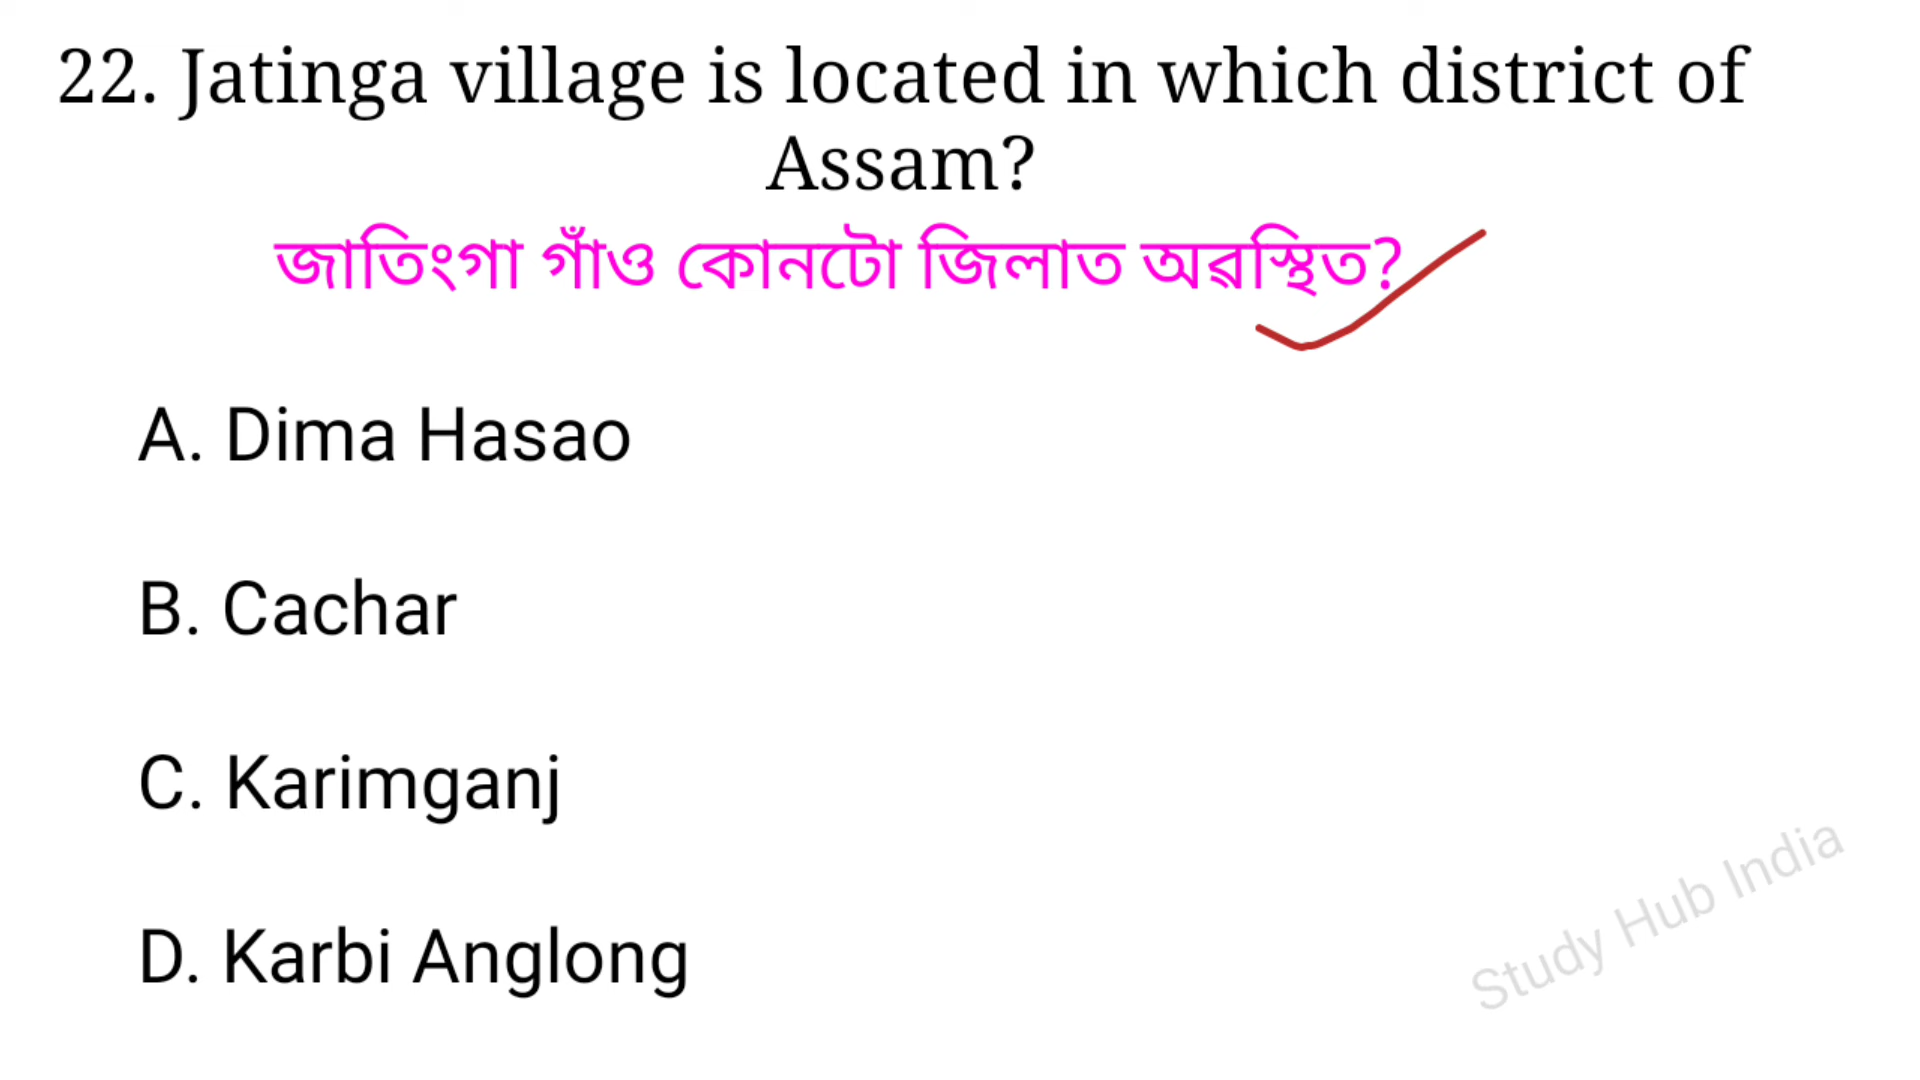 22. Jatinga village is located in which district of
Assam?
জাতিংগা গাঁও কোনটো জিলাত অৱস্থিত?
A. Dima Hasao
B. Cachar
C. Karimganj
D. Karbi Anglong
Study Hub India